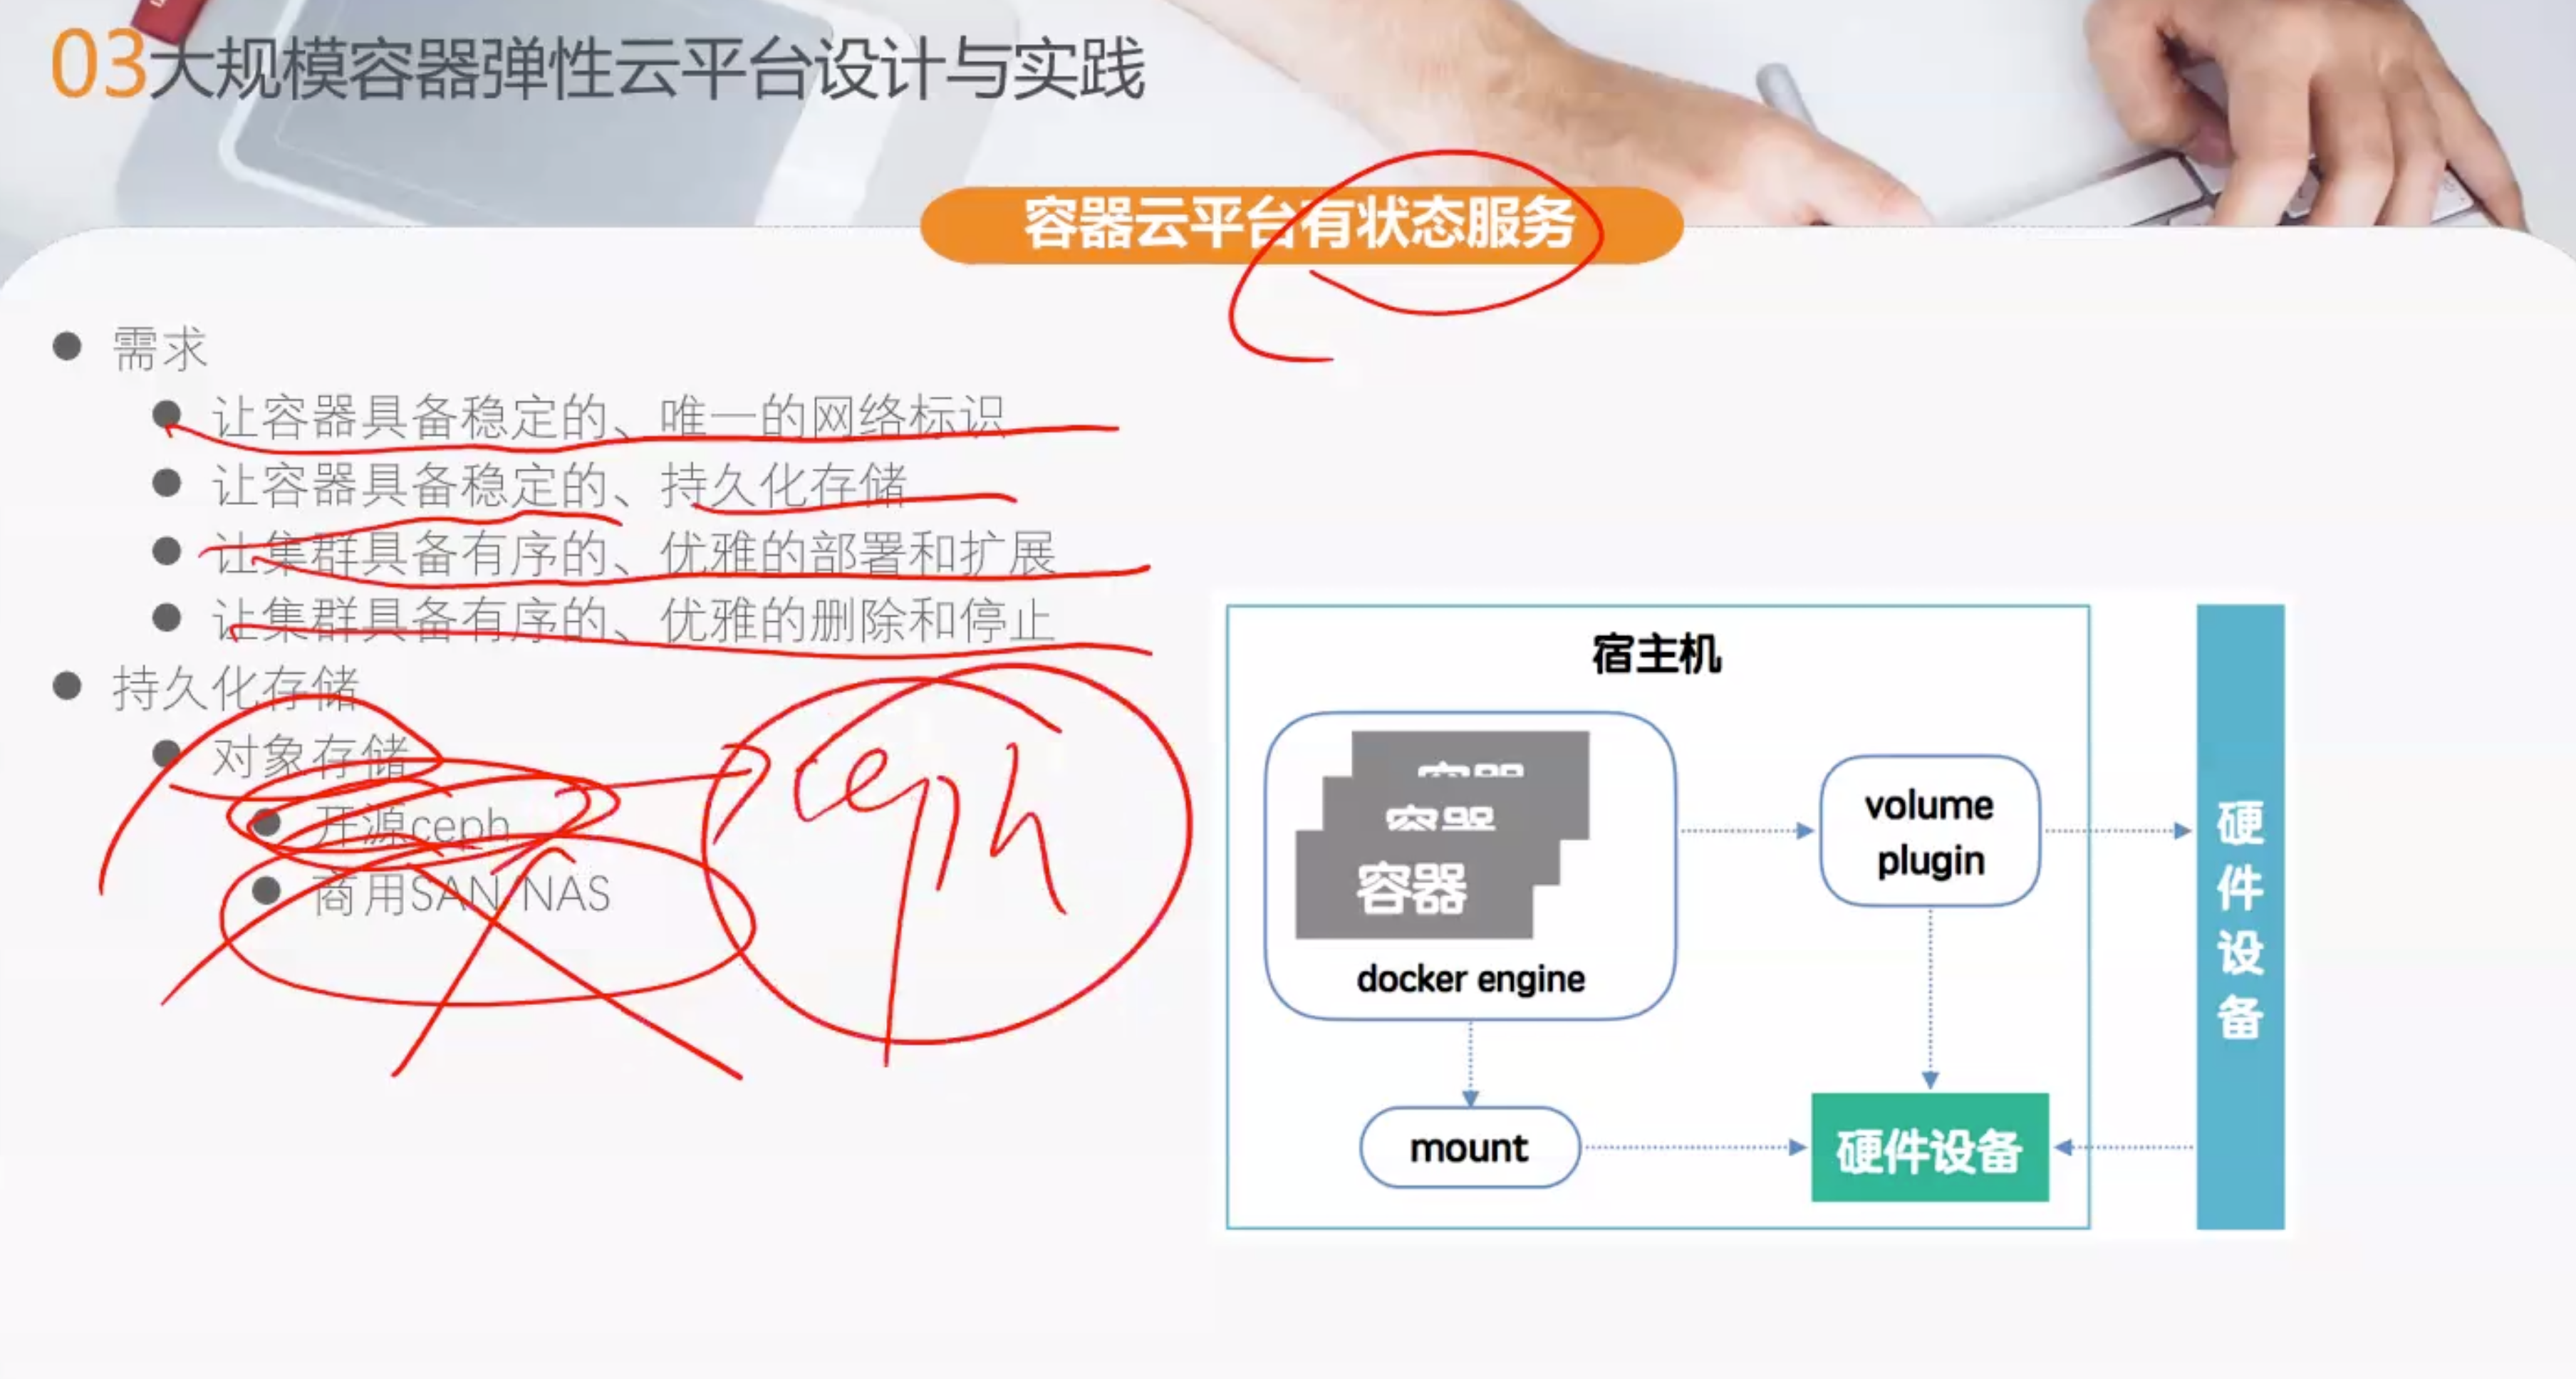 03大规模容器弹性云平台设计与实践
容器云平台有状态服务
需求
让容器具备稳定的、唯一的网络标识
让容器具备稳定的、持久化存储
让集群具备有序的、优雅的部署和扩展
让集群具备有序的、优雅的删除和停止
持久化存储
对象存储
开源ceph
商用SAN NAS
ceph
宿主机
容器
容器
容器
docker engine
volume
plugin
mount
硬件设备
硬件设备